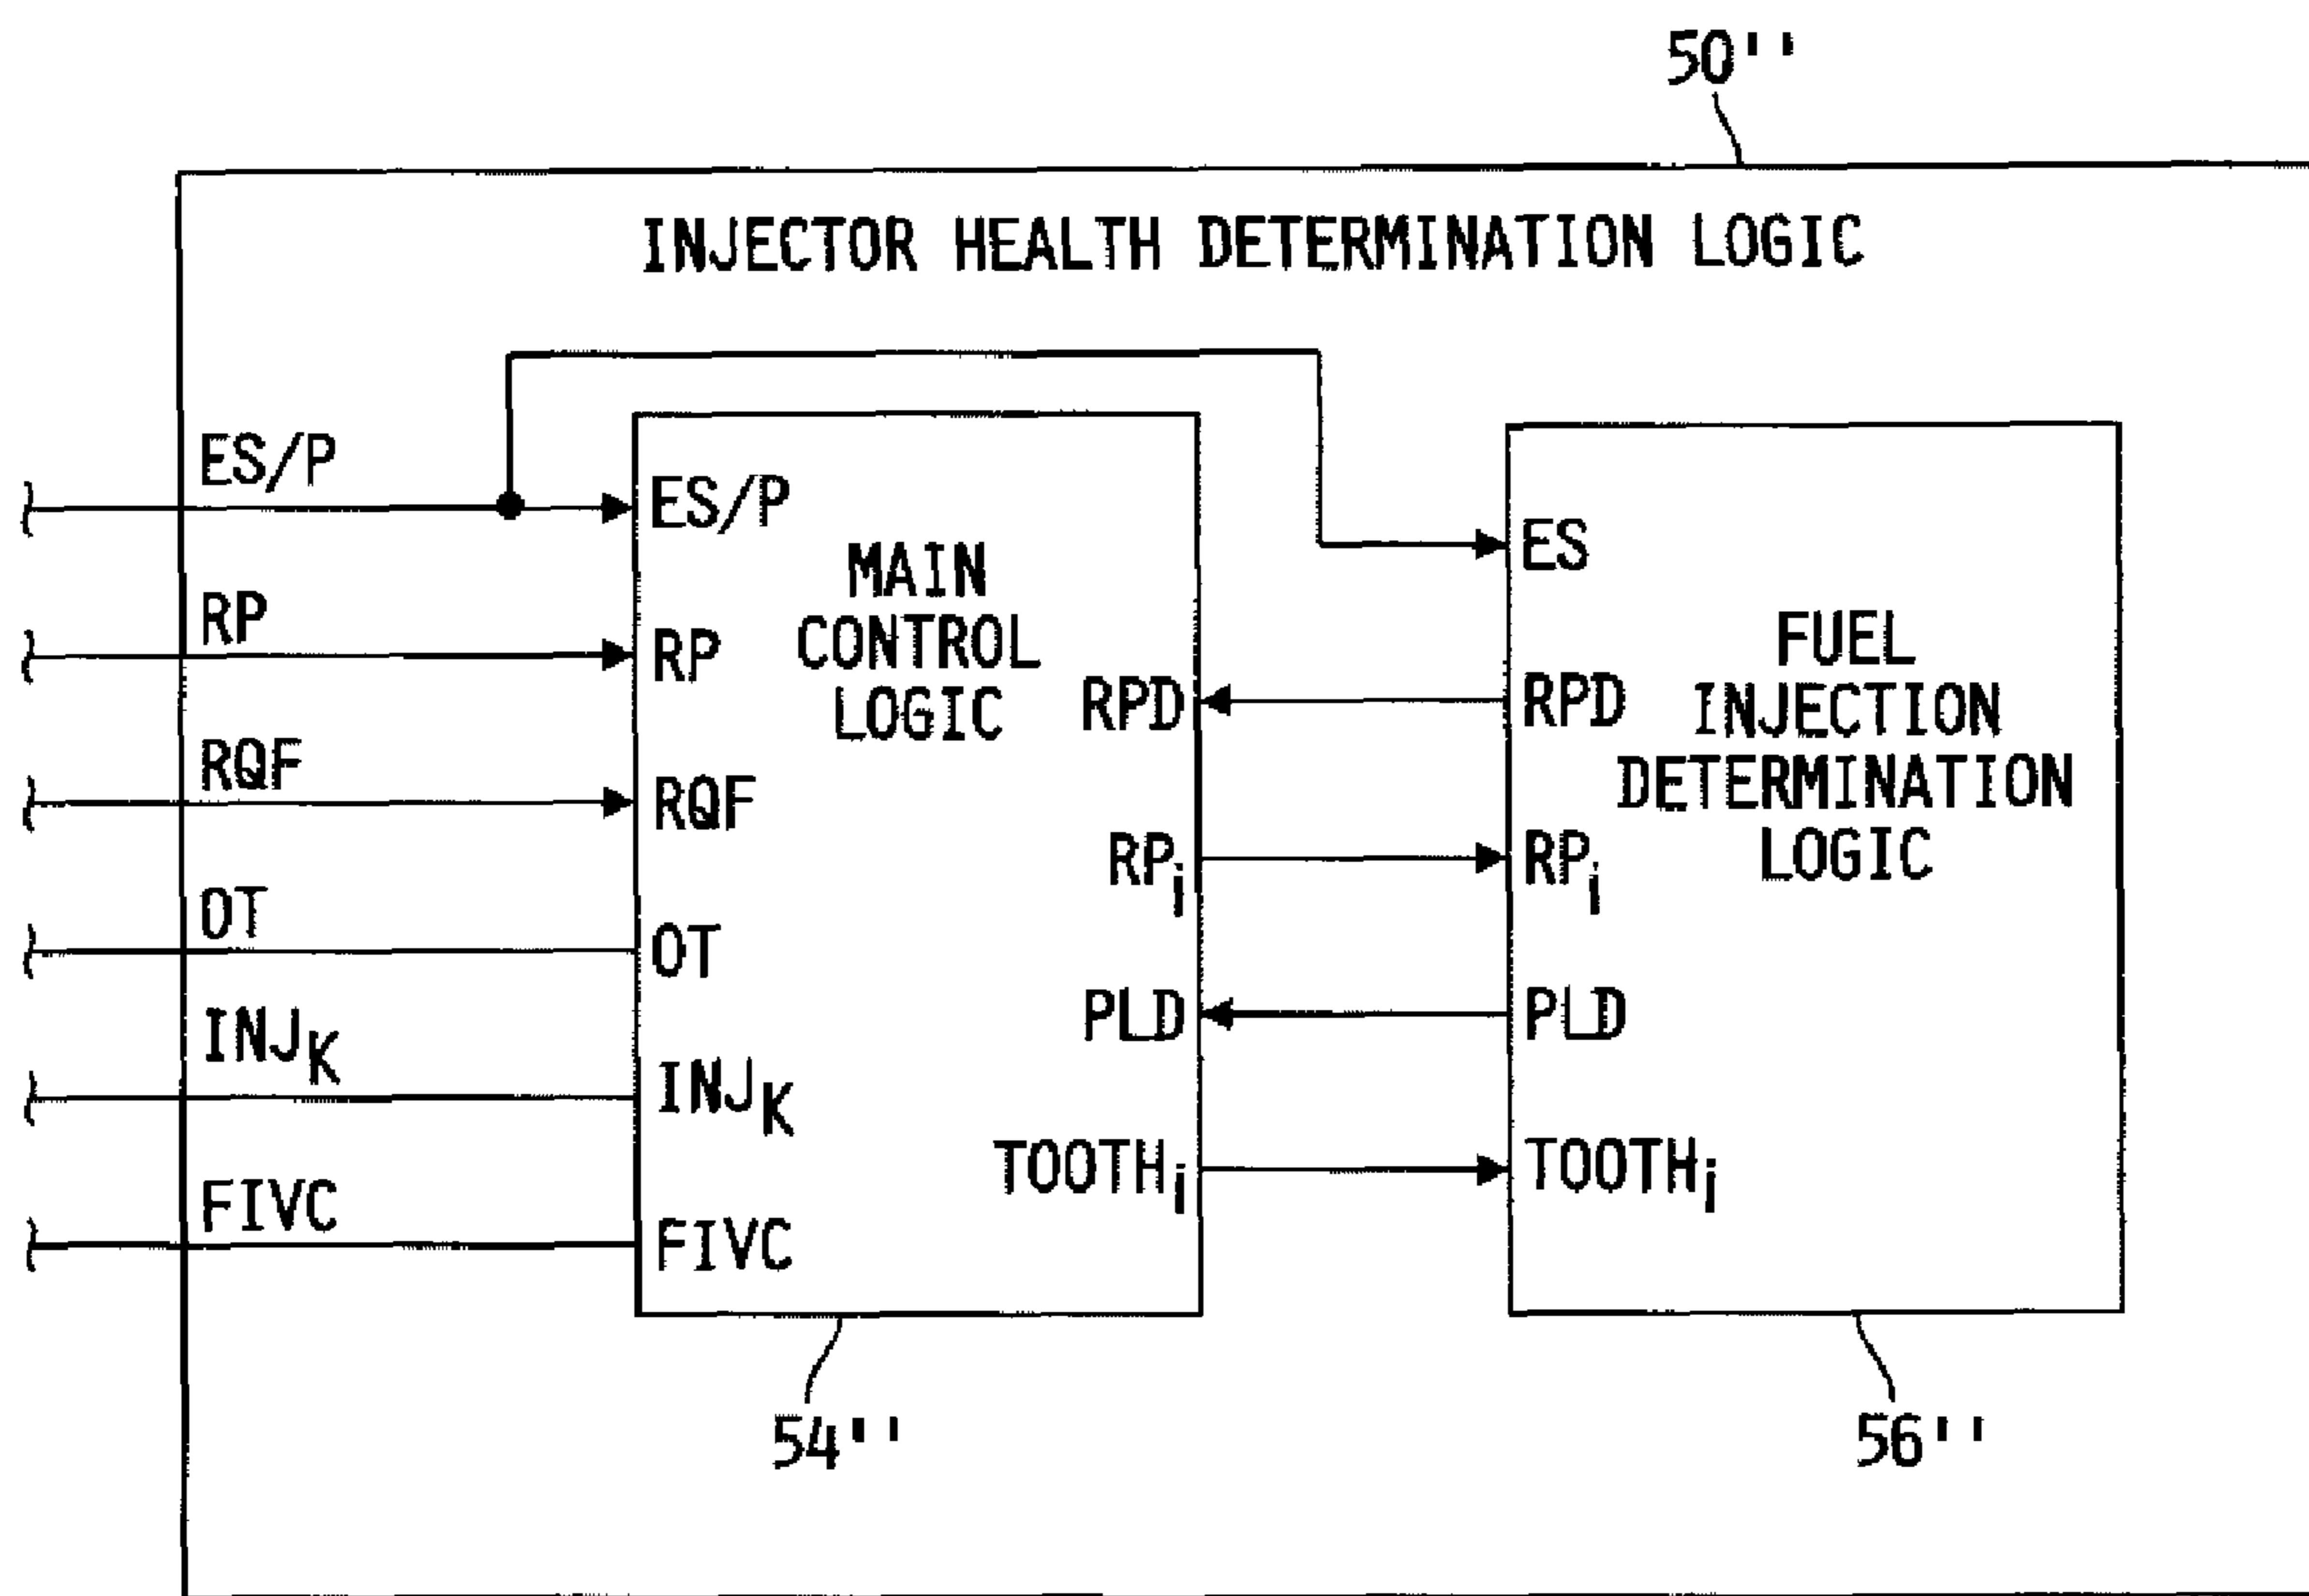 50''
INJECTOR HEALTH DETERMINATION LOGIC
ES/P
RP
RQF
OT
INJK
FIVC
ES/P
RP
RQF
OT
INJK
FIVC
MAIN
CONTROL
LOGIC
RPD
RPi
PLD
TOOTHi
ES
RPD
RPi
PLD
TOOTHi
FUEL
INJECTION
DETERMINATION
LOGIC
54''
56''